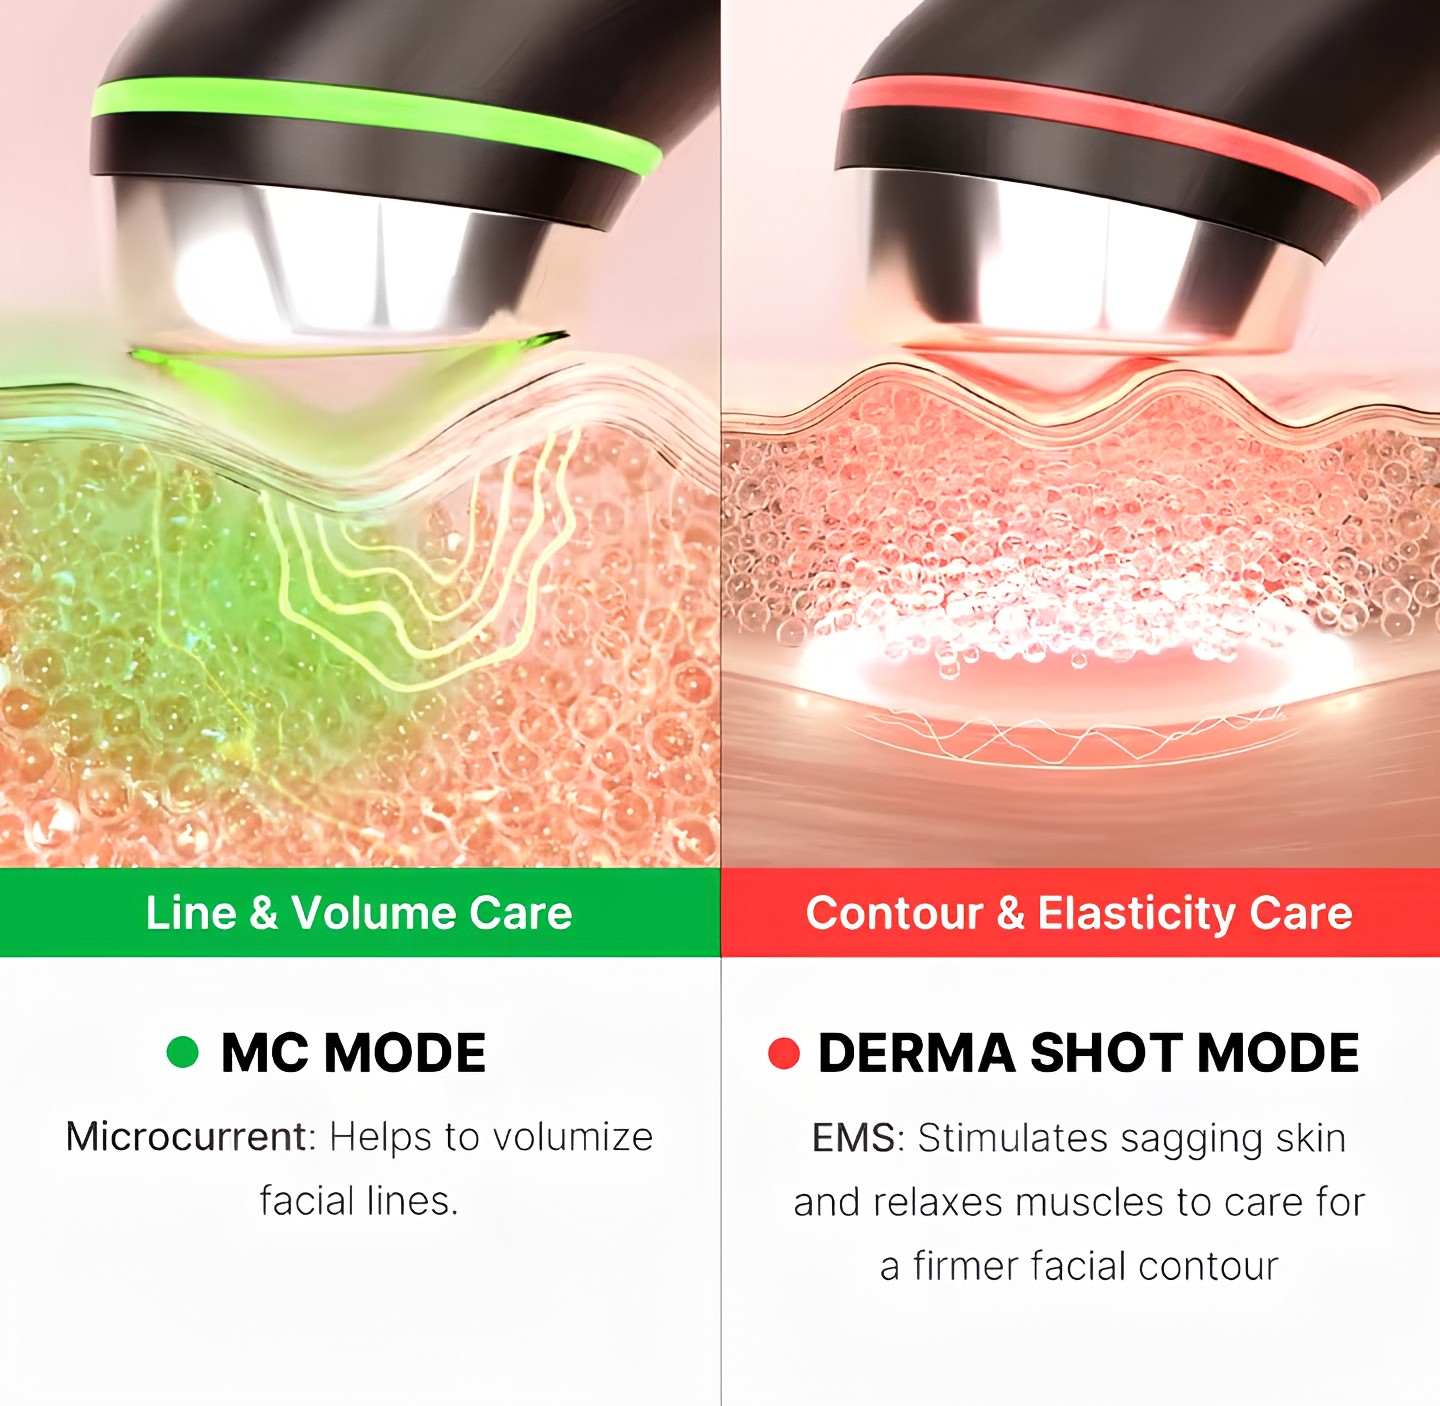 Line & Volume Care
MC MODE
Microcurrent: Helps to volumize
facial lines.
Contour & Elasticity Care
DERMA SHOT MODE
EMS: Stimulates sagging skin
and relaxes muscles to care for
a firmer facial contour